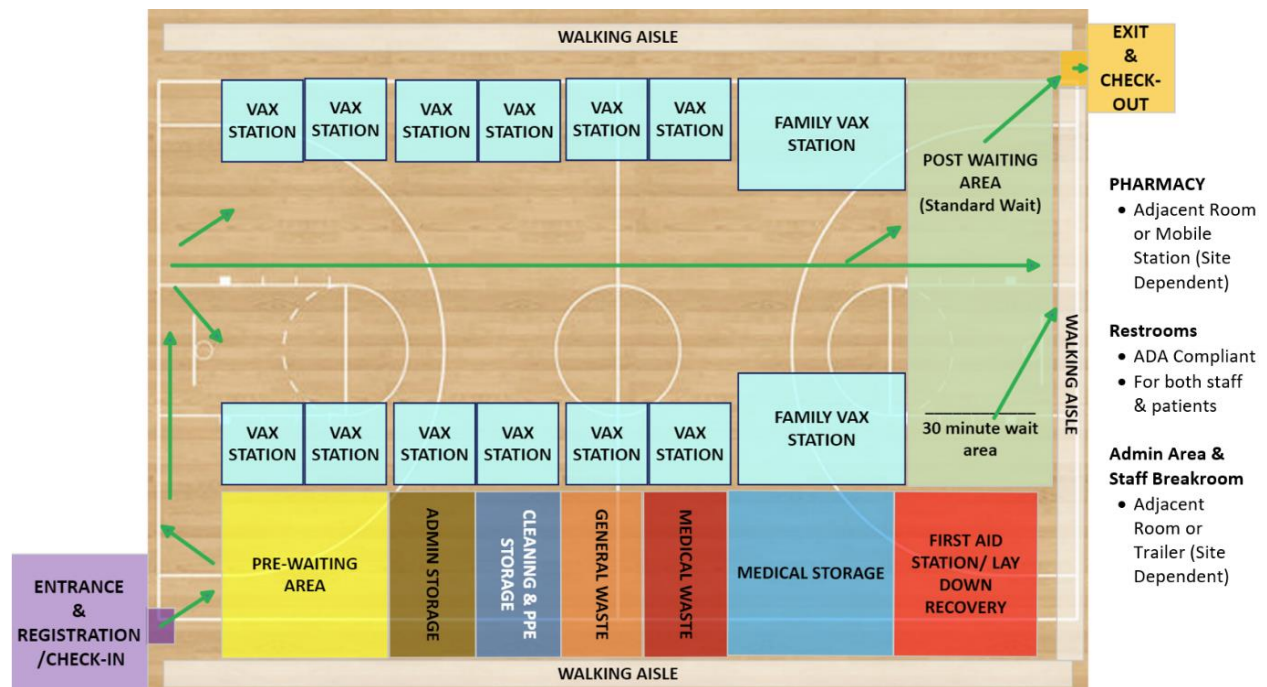 WALKING AISLE
EXIT
&
CHECK-
OUT
VAX
STATION
VAX
STATION
VAX
STATION
VAX
STATION
VAX
STATION
VAX
STATION
FAMILY VAX
STATION
POST WAITING
AREA
(Standard Wait)
PHARMACY
• Adjacent Room
or Mobile
Station (Site
Dependent)
Restrooms
• ADA Compliant
• For both staff
& patients
Admin Area &
Staff Breakroom
• Adjacent
Room or
Trailer (Site
Dependent)
WALKING AISLE
VAX
STATION
VAX
STATION
VAX
STATION
VAX
STATION
VAX
STATION
VAX
STATION
FAMILY VAX
STATION
30 minute wait
area
ENTRANCE
&
REGISTRATION
/CHECK-IN
PRE-WAITING
AREA
ADMIN STORAGE
CLEANING & PPE
STORAGE
GENERAL WASTE
MEDICAL WASTE
MEDICAL STORAGE
FIRST AID
STATION/ LAY
DOWN
RECOVERY
WALKING AISLE